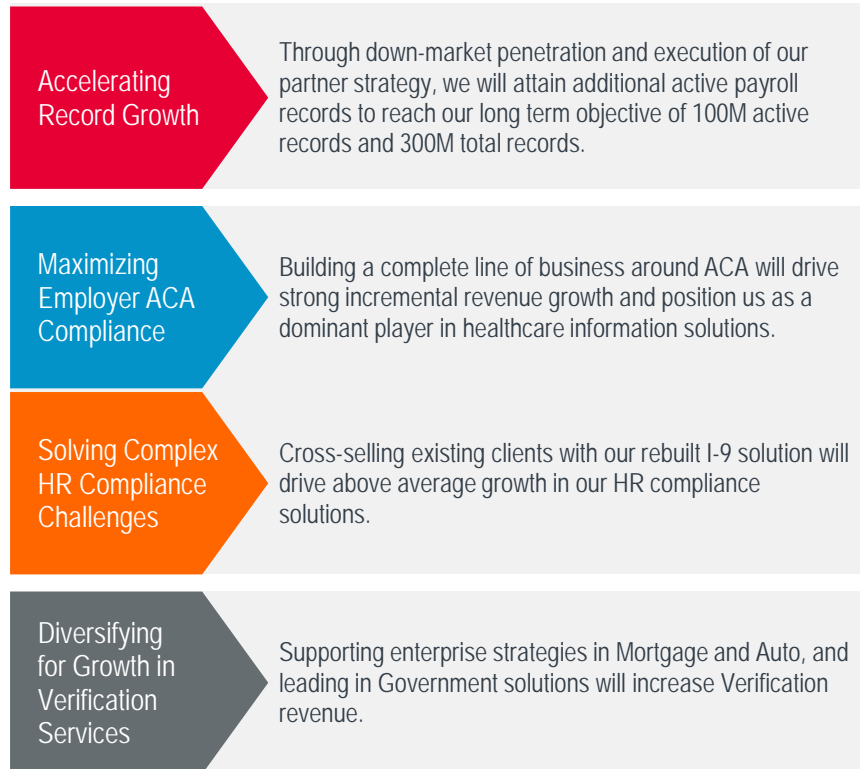 Accelerating
Record Growth
Through down-market penetration and execution of our
partner strategy, we will attain additional active payroll
records to reach our long term objective of 100M active
records and 300M total records.
Maximizing
Employer ACA
Compliance
Building a complete line of business around ACA will drive
strong incremental revenue growth and position us as a
dominant player in healthcare information solutions.
Solving Complex
HR Compliance
Challenges
Cross-selling existing clients with our rebuilt I-9 solution will
drive above average growth in our HR compliance
solutions.
Diversifying
for Growth in
Verification
Services
Supporting enterprise strategies in Mortgage and Auto, and
leading in Government solutions will increase Verification
revenue.